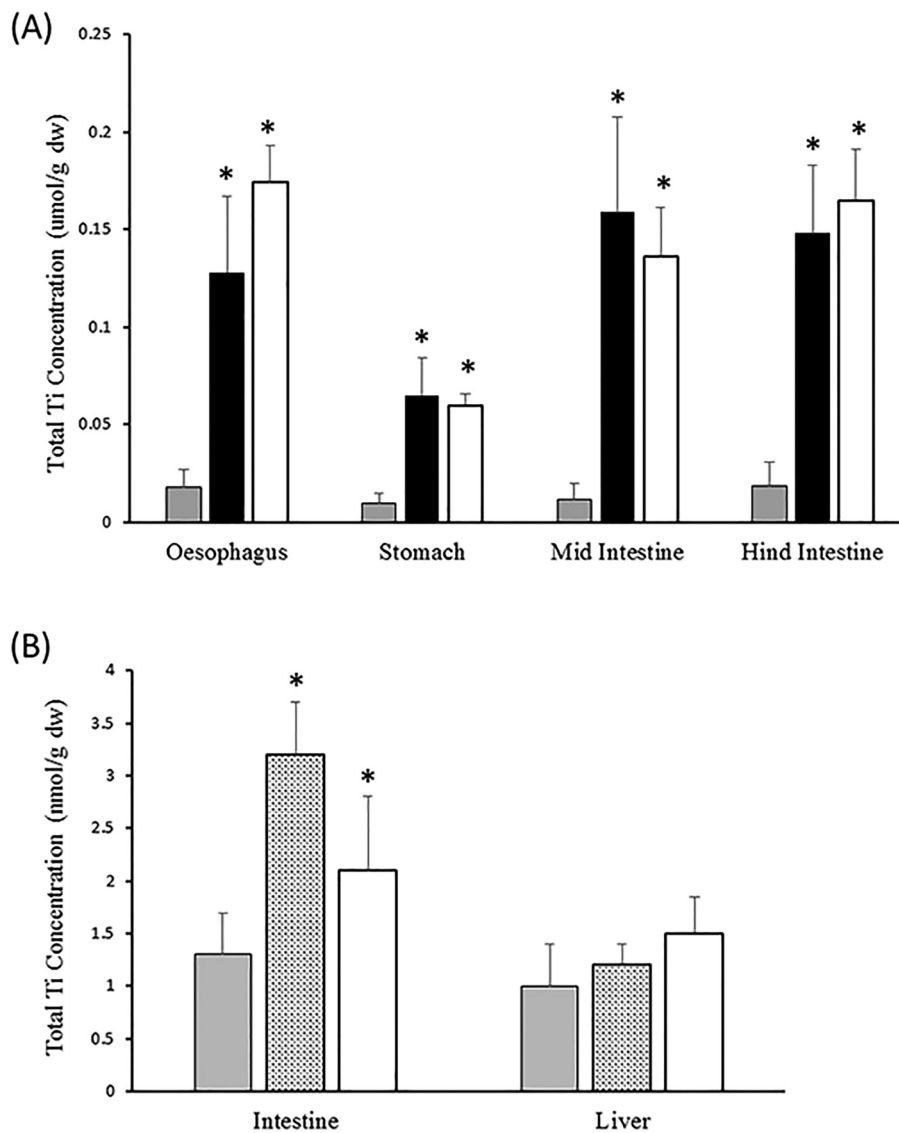 (A)
0.25
0.2
0.15
0.1
0.05
0
Total Ti Concentration (umol/g dw)
* * * * * * * *
Oesophagus Stomach Mid Intestine Hind Intestine
(B)
4
3.5
3
2.5
2
1.5
1
0.5
0
Total Ti Concentration (nmol/g dw)
* *
Intestine Liver